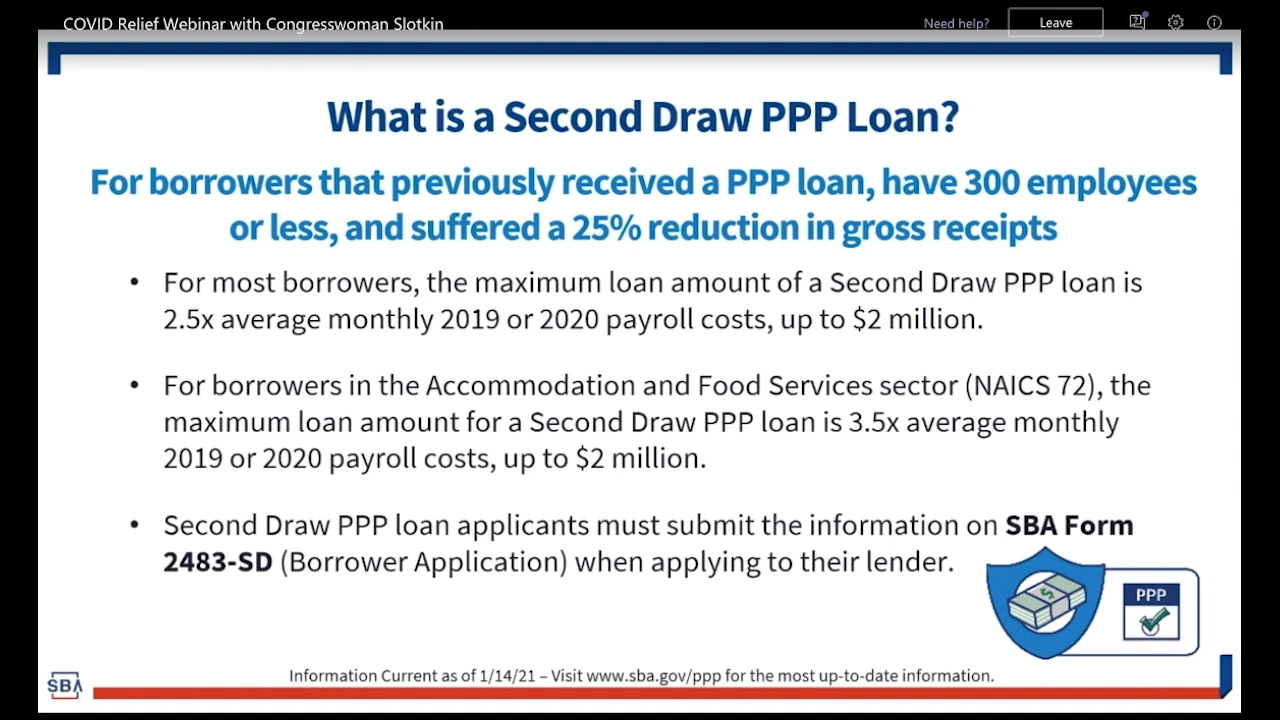 COVID Relief Webinar with Congresswoman Slotkin
Need help?
Leave
What is a Second Draw PPP Loan?
For borrowers that previously received a PPP loan, have 300 employees
or less, and suffered a 25% reduction in gross receipts
• For most borrowers, the maximum loan amount of a Second Draw PPP loan is
2.5x average monthly 2019 or 2020 payroll costs, up to $2 million.
• For borrowers in the Accommodation and Food Services sector (NAICS 72), the
maximum loan amount for a Second Draw PPP loan is 3.5x average monthly
2019 or 2020 payroll costs, up to $2 million.
• Second Draw PPP loan applicants must submit the information on SBA Form
2483-SD (Borrower Application) when applying to their lender.
PPP
Information Current as of 1/14/21 – Visit www.sba.gov/ppp for the most up-to-date information.
SBA